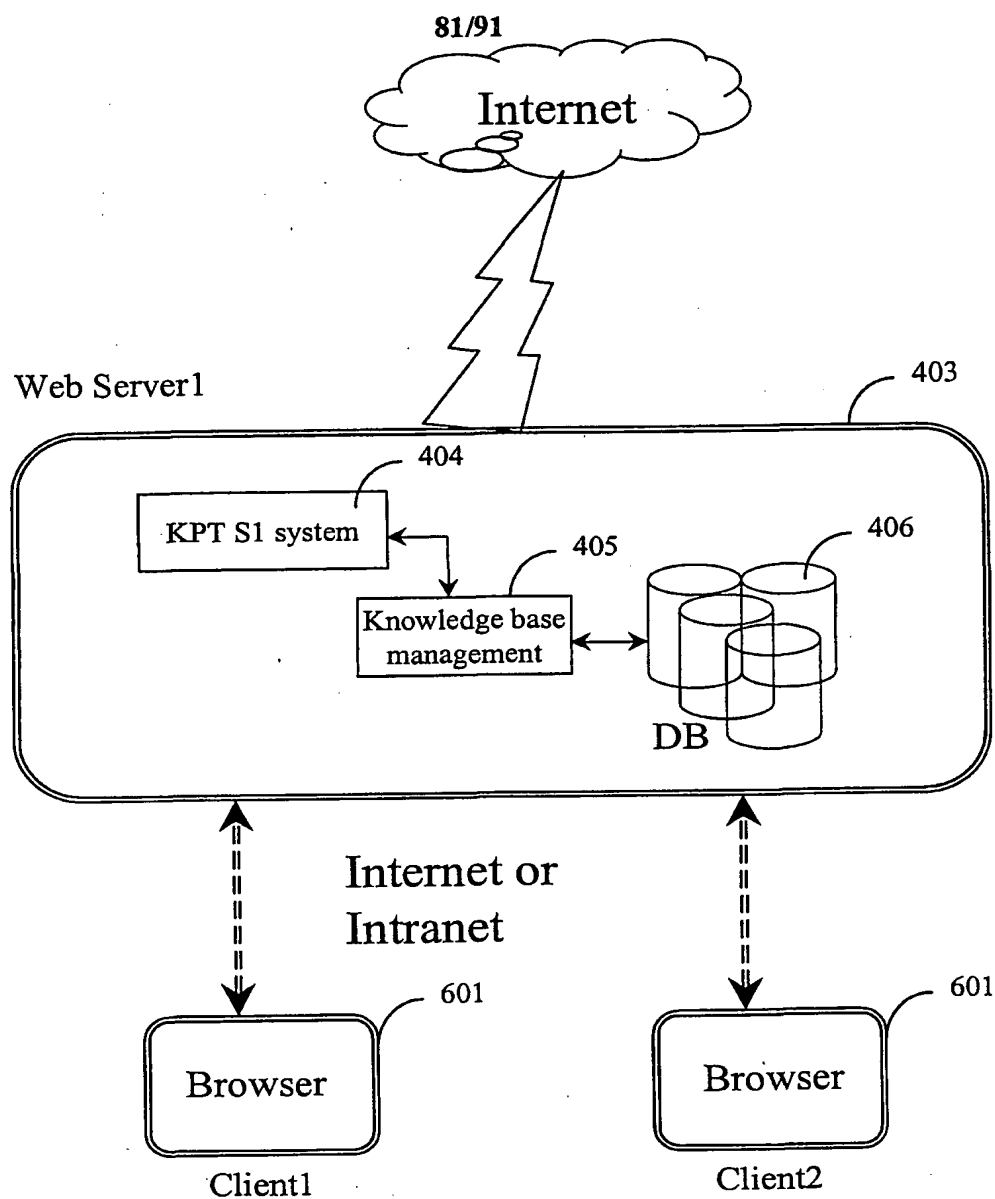 81/91
Internet
Web Server1
403
404
KPT S1 system
405
406
Knowledge base
management
DB
Internet or
Intranet
601
601
Browser
Browser
Client1
Client2